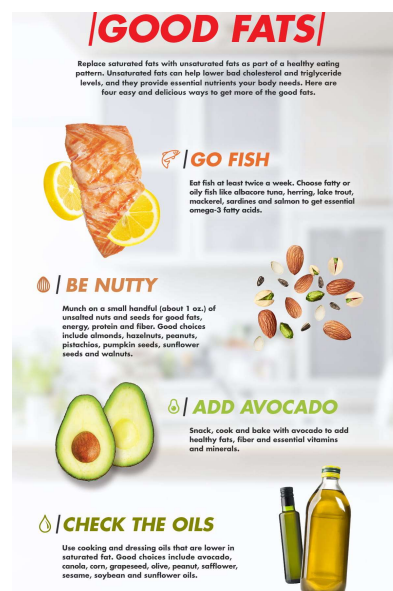 GOOD FATS
Replace saturated fats with unsaturated fats as part of a healthy eating
pattern. Unsaturated fats can help lower bad cholesterol and triglyceride
levels, and they provide essential nutrients your body needs. Here are
four easy and delicious ways to get more of the good fats.
GO FISH
Eat fish at least twice a week. Choose fatty or
oily fish like albacore tuna, herring, lake trout,
mackerel, sardines and salmon to get essential
omega-3 fatty acids.
BE NUTTY
Munch on a small handful (about 1 oz.) of
unsalted nuts and seeds for good fats,
energy, protein and fiber. Good choices
include almonds, hazelnuts, peanuts,
pistachios, pumpkin seeds, sunflower
seeds and walnuts.
ADD AVOCADO
Snack, cook and bake with avocado to add
healthy fats, fiber and essential vitamins
and minerals.
CHECK THE OILS
Use cooking and dressing oils that are lower in
saturated fat. Good choices include avocado,
canola, corn, grapeseed, olive, peanut, safflower,
sesame, soybean and sunflower oils.